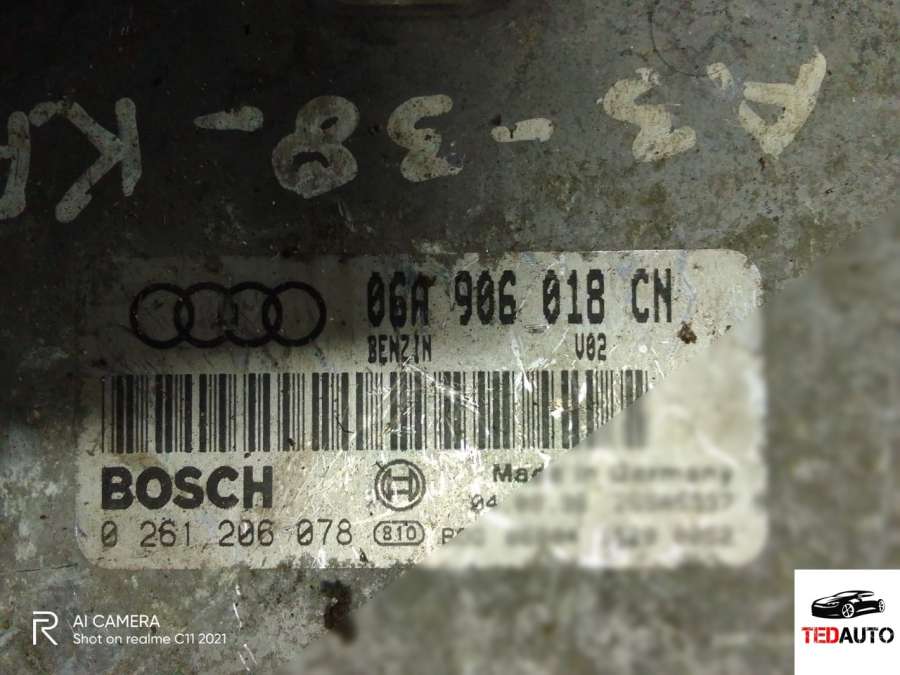 A3 - 38 - KA
06A 906 018 CN
BENZIN V02
BOSCH
Made in Germany
0 261 206 078 810
AI CAMERA
Shot on realme C11 2021
TEDAUTO